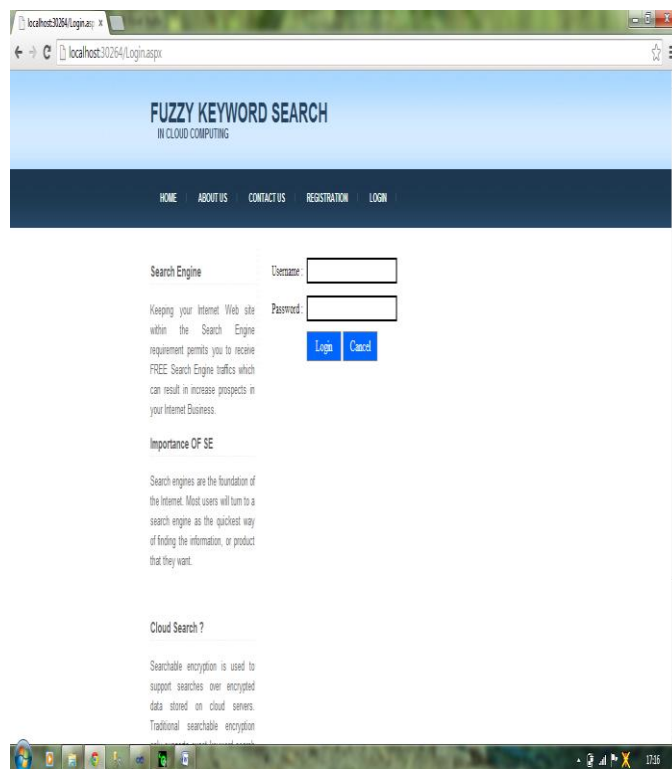 localhost:30264/Login.asp
localhost:30264/Login.aspx
FUZZY KEYWORD SEARCH
IN CLOUD COMPUTING
HOME ABOUT US CONTACT US REGISTRATION LOGIN
Search Engine
Keeping your Internet Web site
within the Search Engine
requirement permits you to receive
FREE Search Engine traffics which
can result in increase prospects in
your Internet Business.
Importance OF SE
Search engines are the foundation of
the Internet. Most users will turn to a
search engine as the quickest way
of finding the information, or product
that they want.
Cloud Search ?
Searchable encryption is used to
support searches over encrypted
data stored on cloud servers.
Traditional searchable encryption
Username :
Password :
Login Cancel
17:16